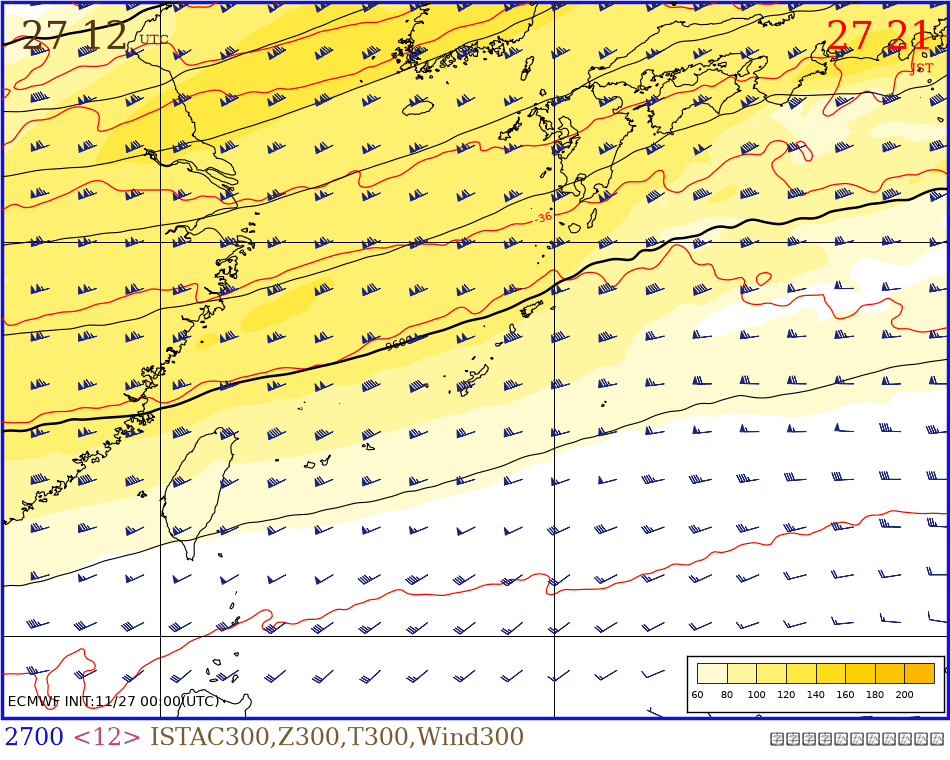 27 12 UTC 27 21
JST
-36
9600
ECMWF INIT:11/27 00:00(UTC)
60 80 100 120 140 160 180 200
2700 <12> ISTAC300,Z300,T300,Wind300